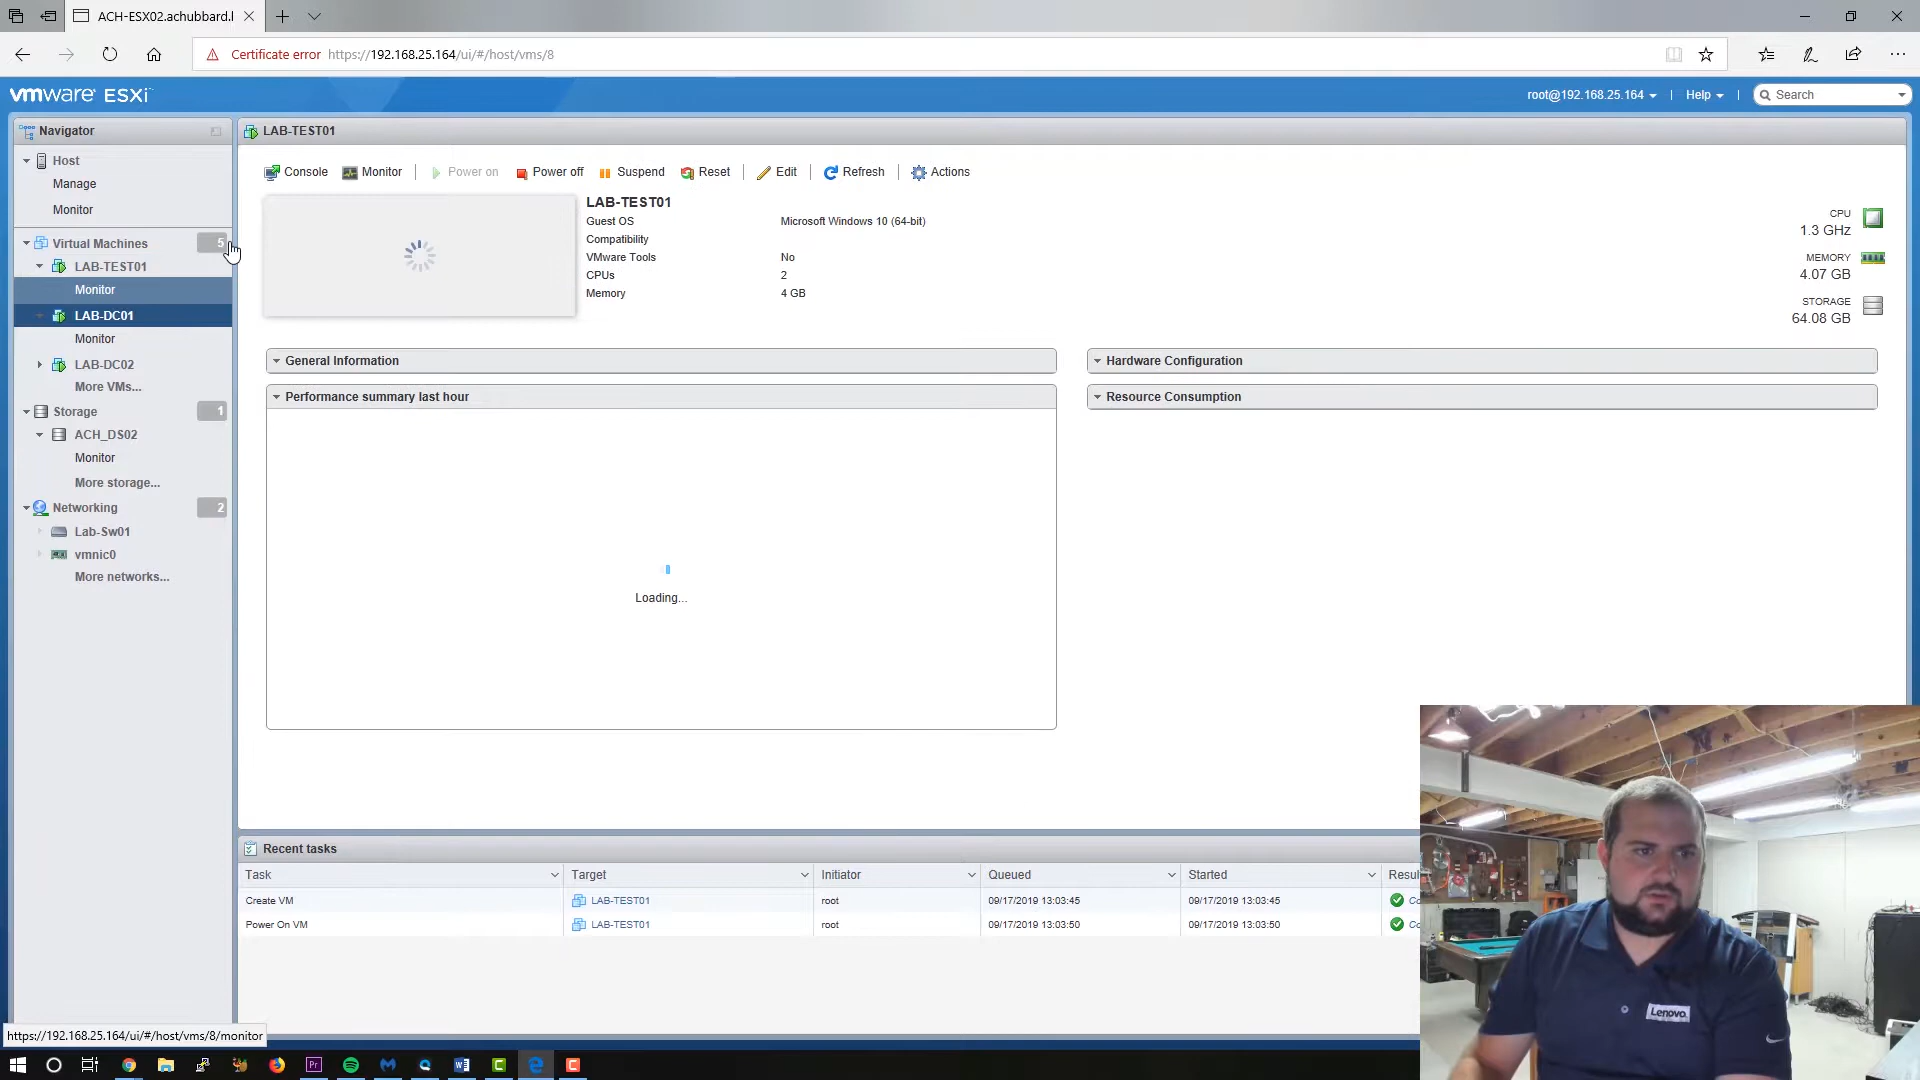 ACH-ESX02.achubbard.l
Certificate error https://192.168.25.164/ui/#/host/vms/8
vmware ESXi
root@192.168.25.164
Help
Search
Navigator
LAB-TEST01
Host
Manage
Monitor
Virtual Machines 5
LAB-TEST01
Monitor
LAB-DC01
Monitor
LAB-DC02
More VMs...
Storage 1
ACH_DS02
Monitor
More storage...
Networking 2
Lab-Sw01
vmnic0
More networks...
Console Monitor Power on Power off Suspend Reset Edit Refresh Actions
LAB-TEST01
Guest OS Microsoft Windows 10 (64-bit)
Compatibility
VMware Tools No
CPUs 2
Memory 4 GB
CPU
1.3 GHz
MEMORY
4.07 GB
STORAGE
64.08 GB
General Information
Hardware Configuration
Performance summary last hour
Resource Consumption
Loading...
Recent tasks
Task Target Initiator Queued Started Resul
Create VM LAB-TEST01 root 09/17/2019 13:03:45 09/17/2019 13:03:45 Co
Power On VM LAB-TEST01 root 09/17/2019 13:03:50 09/17/2019 13:03:50 Co
Lenovo
https://192.168.25.164/ui/#/host/vms/8/monitor